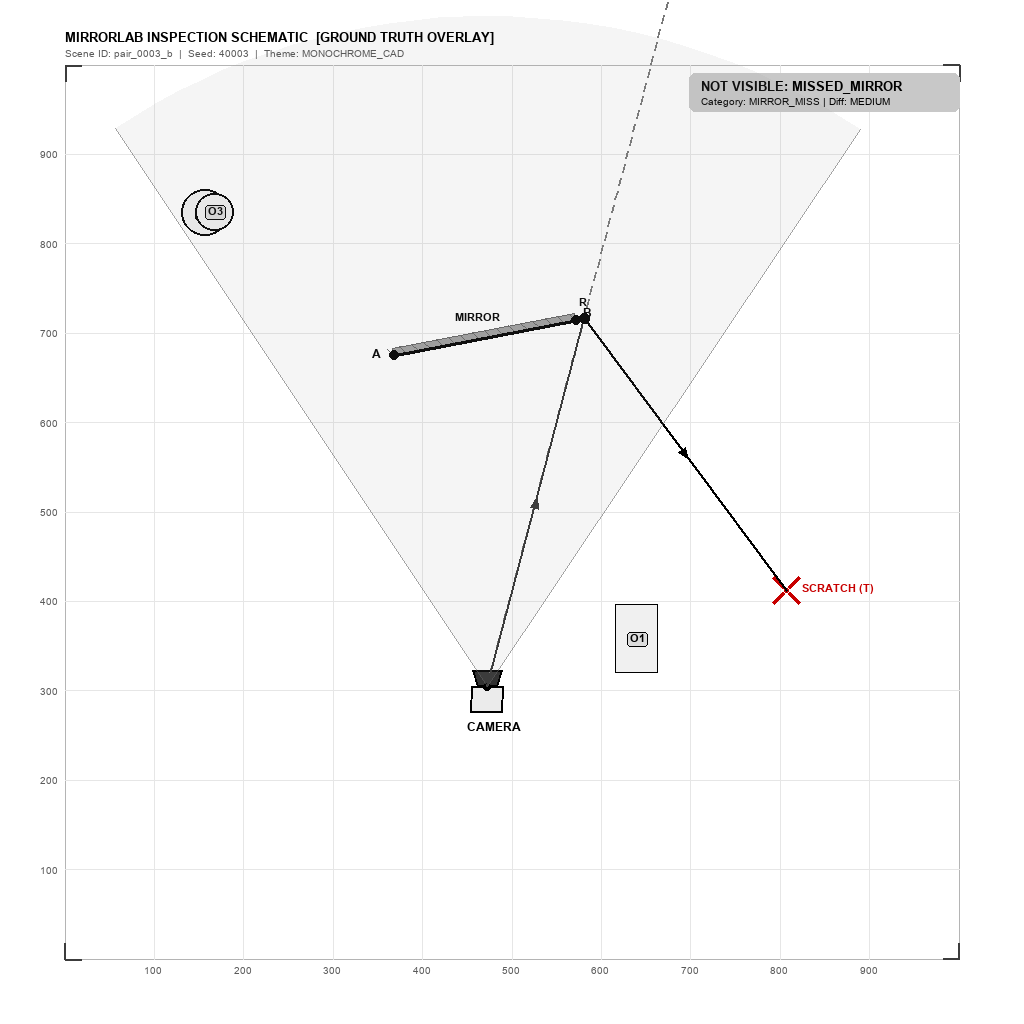 MIRRORLAB INSPECTION SCHEMATIC  [GROUND TRUTH OVERLAY]
Scene ID: pair_0003_b  |  Seed: 40003  |  Theme: MONOCHROME_CAD
NOT VISIBLE: MISSED_MIRROR
Category: MIRROR_MISS | Diff: MEDIUM
900
O3
800
R
B
MIRROR
700
A
600
500
400
SCRATCH (T)
O1
300
CAMERA
200
100
100 200 300 400 500 600 700 800 900